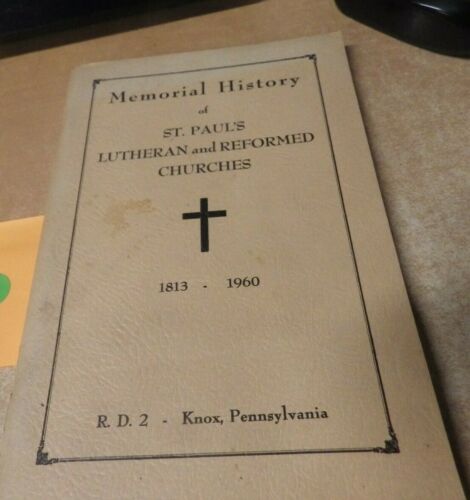 Memorial History
of
ST. PAUL'S
LUTHERAN and REFORMED
CHURCHES
1813 - 1960
R. D. 2 - Knox, Pennsylvania